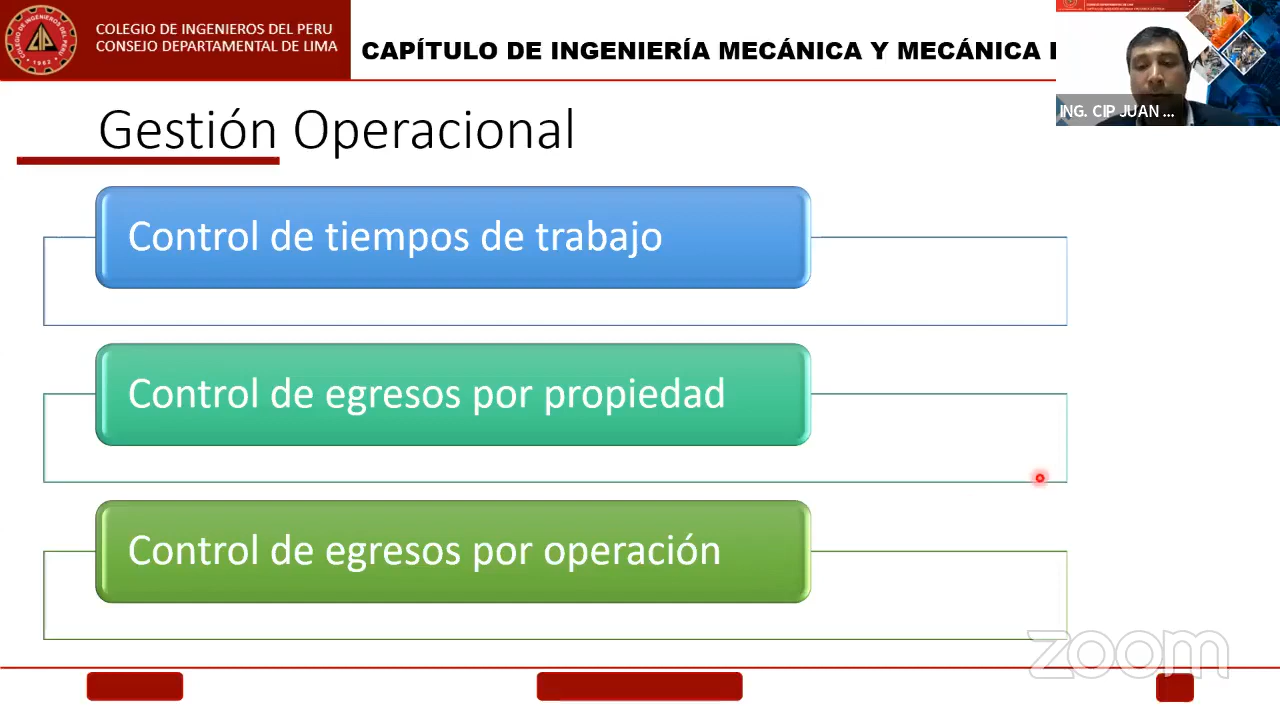 COLEGIO DE INGENIEROS DEL PERU
CONSEJO DEPARTAMENTAL DE LIMA
CAPÍTULO DE INGENIERÍA MECÁNICA Y MECÁNICA
ING. CIP JUAN ...
Gestión Operacional
Control de tiempos de trabajo
Control de egresos por propiedad
Control de egresos por operación
zoom